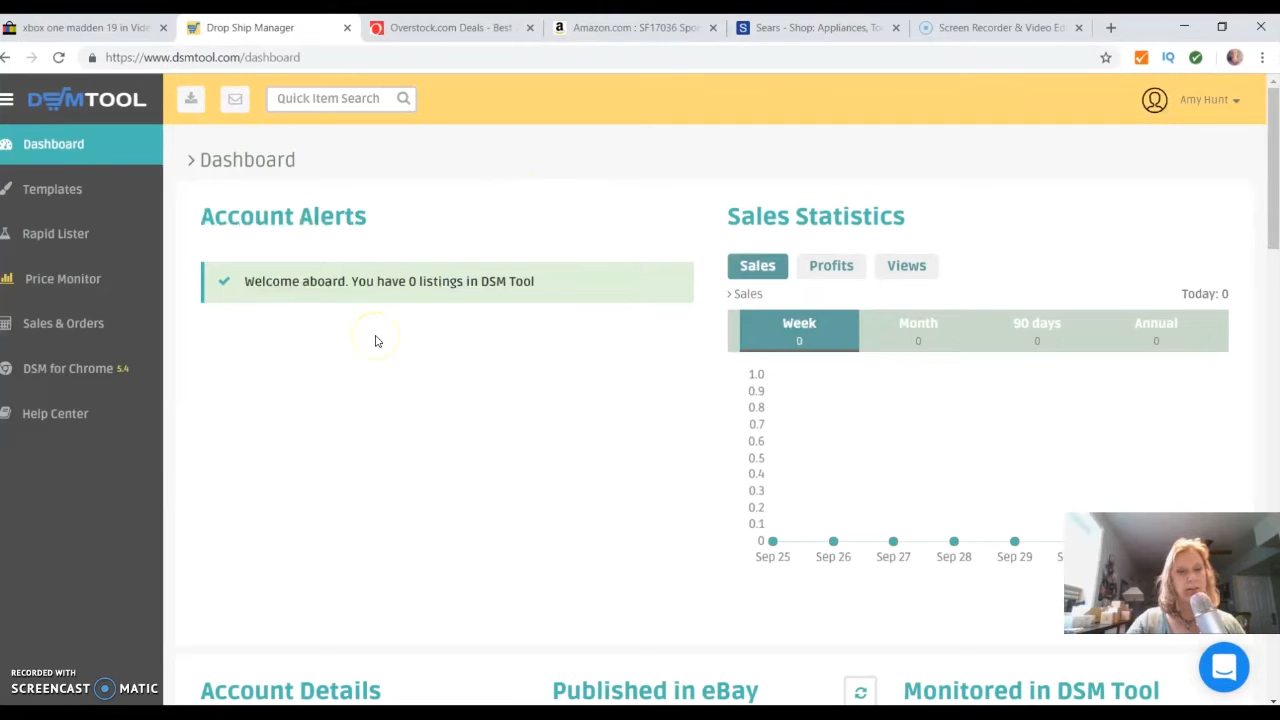 xbox one madden 19 in Vide
Drop Ship Manager
Overstock.com Deals - Best
Amazon.com : SF17036 Spo
Sears - Shop: Appliances, To
Screen Recorder & Video Ed
https://www.dsmtool.com/dashboard
IQ
DSMTOOL
Quick Item Search
Amy Hunt
Dashboard
Templates
Rapid Lister
Price Monitor
Sales & Orders
DSM for Chrome 5.4
Help Center
> Dashboard
Account Alerts
Welcome aboard. You have 0 listings in DSM Tool
Sales Statistics
Sales Profits Views
> Sales Today: 0
Week Month 90 days Annual
0 0 0 0
1.0
0.9
0.8
0.7
0.6
0.5
0.4
0.3
0.2
0.1
0
Sep 25 Sep 26 Sep 27 Sep 28 Sep 29 S
Account Details
Published in eBay
Monitored in DSM Tool
RECORDED WITH
SCREENCAST MATIC